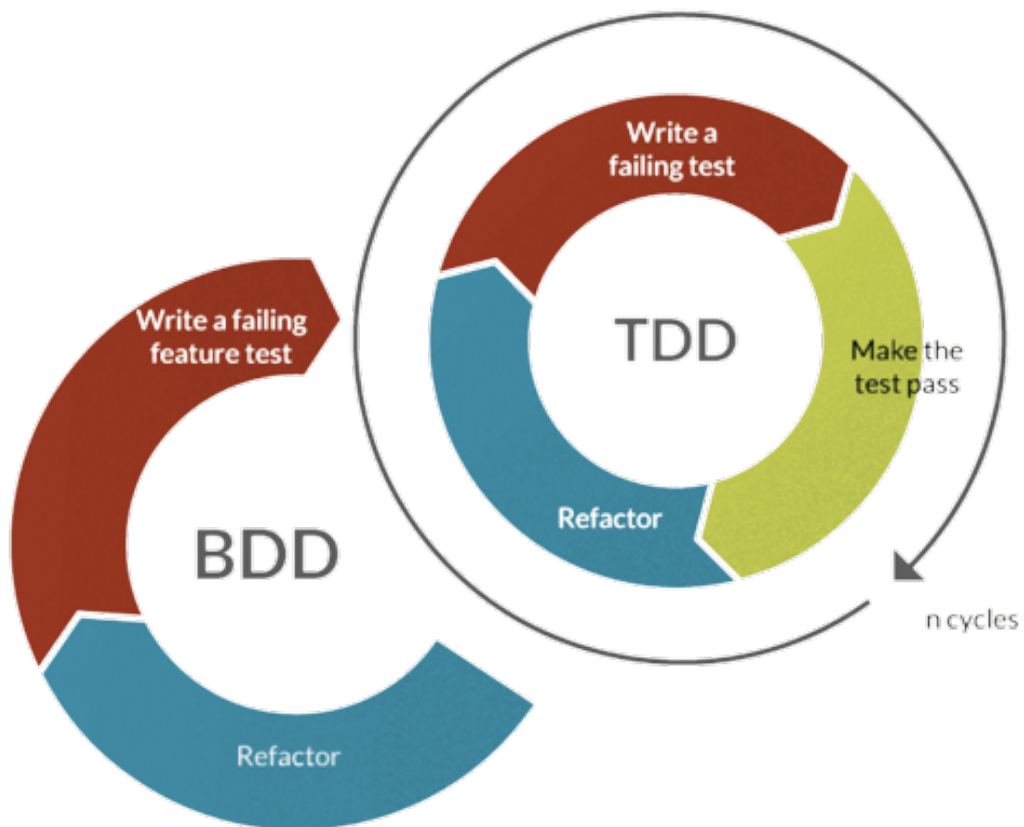 Write a
failing test
TDD
Make the
test pass
Refactor
n cycles
Write a failing
feature test
BDD
Refactor